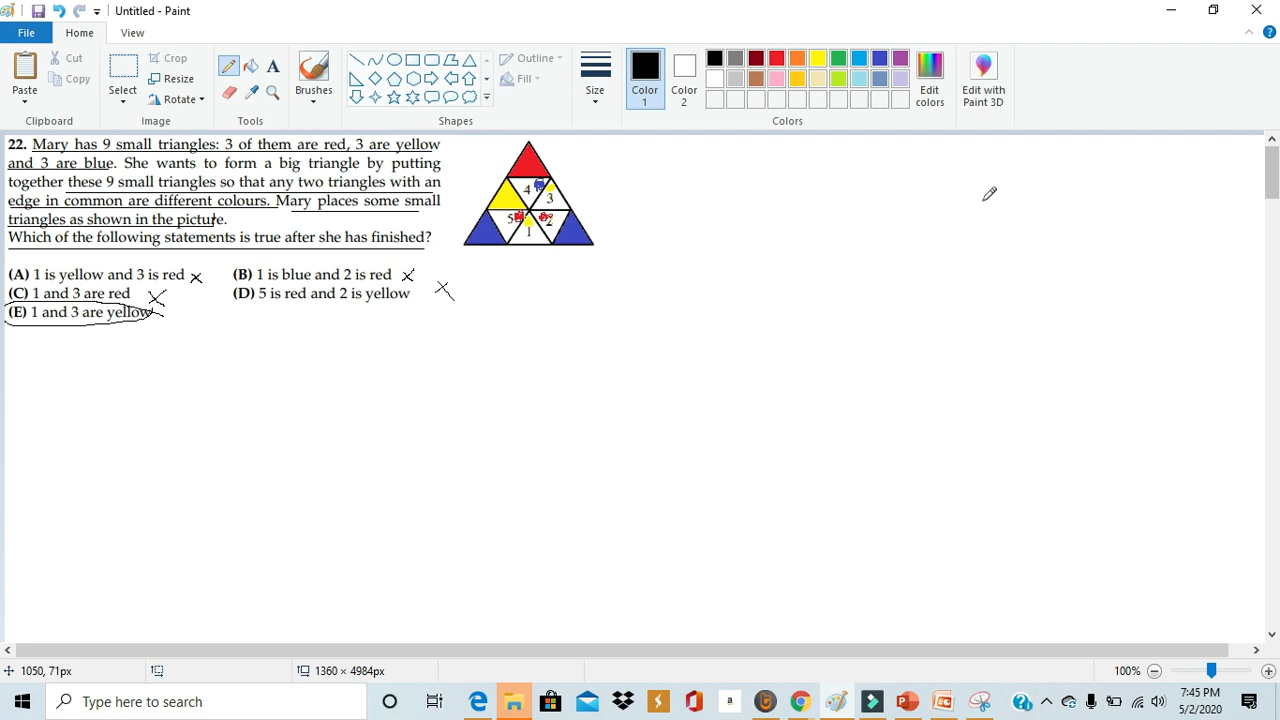 Untitled - Paint
File
Home
View
Paste
Cut
Copy
Clipboard
Select
Crop
Resize
Rotate
Image
A
Tools
Brushes
Outline
Fill
Shapes
Size
Color 1
Color 2
Edit colors
Edit with Paint 3D
Colors
22. Mary has 9 small triangles: 3 of them are red, 3 are yellow
and 3 are blue. She wants to form a big triangle by putting
together these 9 small triangles so that any two triangles with an
edge in common are different colours. Mary places some small
triangles as shown in the picture.
Which of the following statements is true after she has finished?
4
3
5
2
1
(A) 1 is yellow and 3 is red
(B) 1 is blue and 2 is red
(C) 1 and 3 are red
(D) 5 is red and 2 is yellow
(E) 1 and 3 are yellow
1050, 71px
1360 × 4984px
100%
Type here to search
7:45 PM
5/2/2020